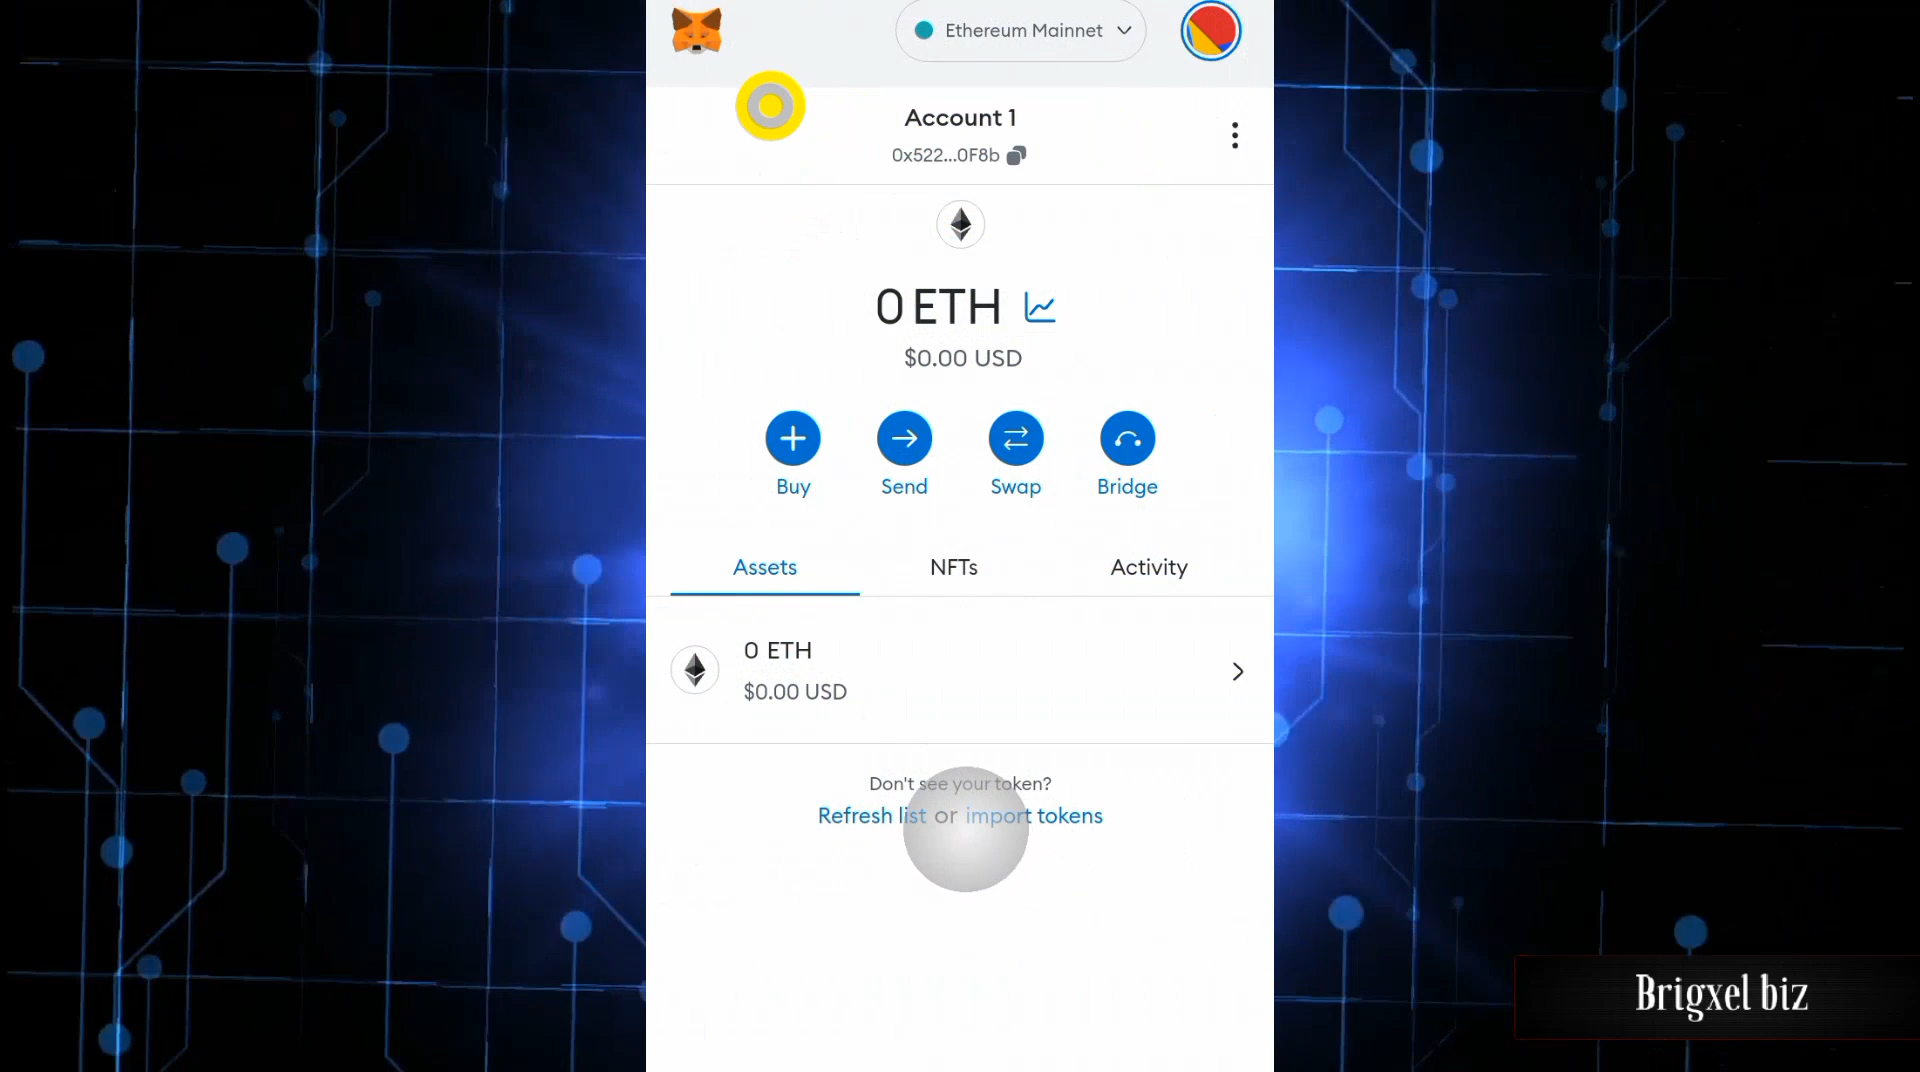 Ethereum Mainnet
Account 1
0x522...0F8b
0 ETH
$0.00 USD
Buy
Send
Swap
Bridge
Assets
NFTs
Activity
0 ETH
$0.00 USD
Don't see your token?
Refresh list or import tokens
Brigxel biz